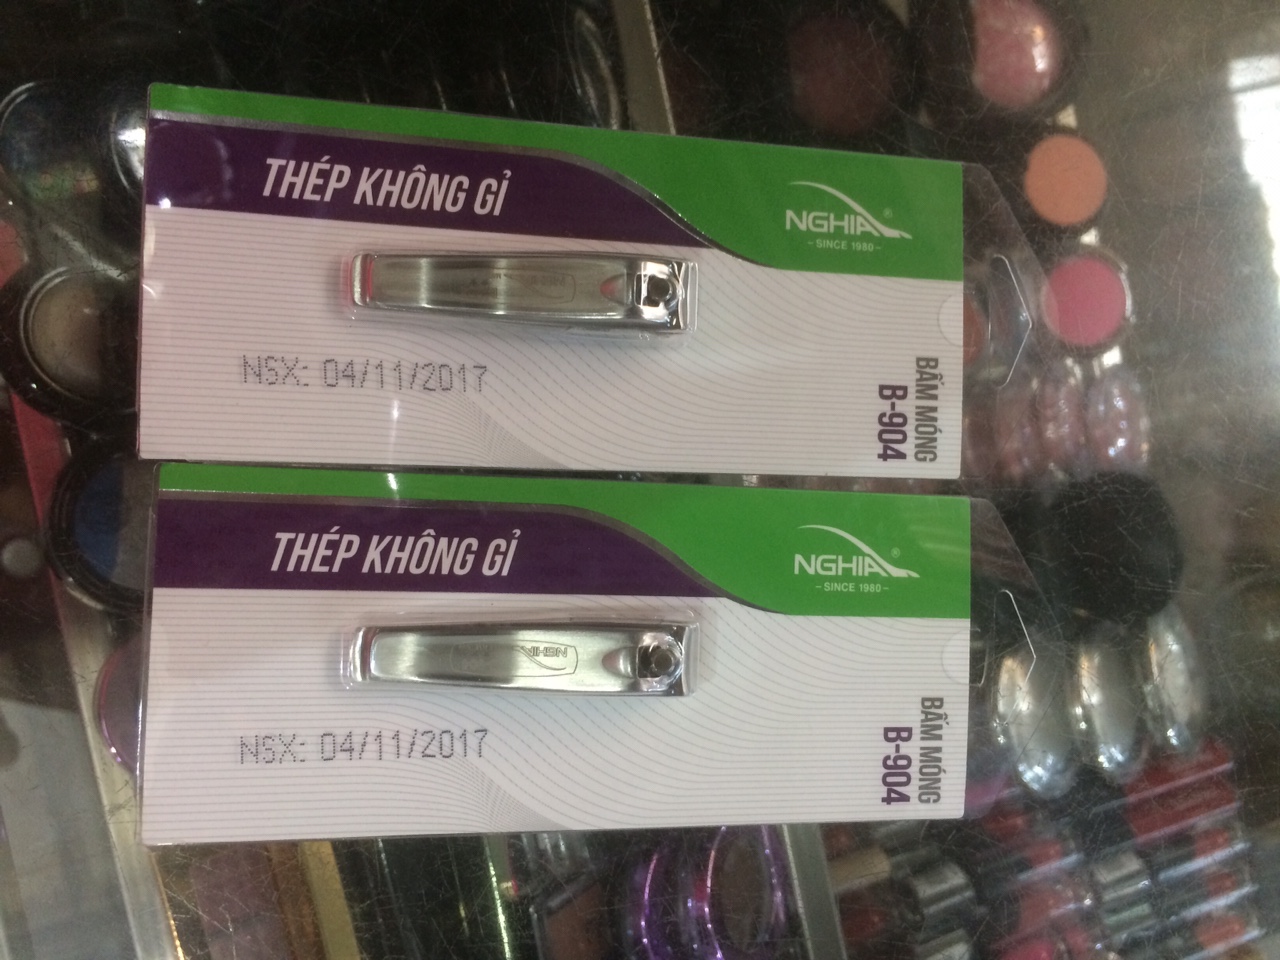 THÉP KHÔNG GỈ
NGHIA®
- SINCE 1980 -
NSX: 04/11/2017
BẤM MÓNG
B-904
THÉP KHÔNG GỈ
NGHIA®
- SINCE 1980 -
NGHIA
NSX: 04/11/2017
BẤM MÓNG
B-904